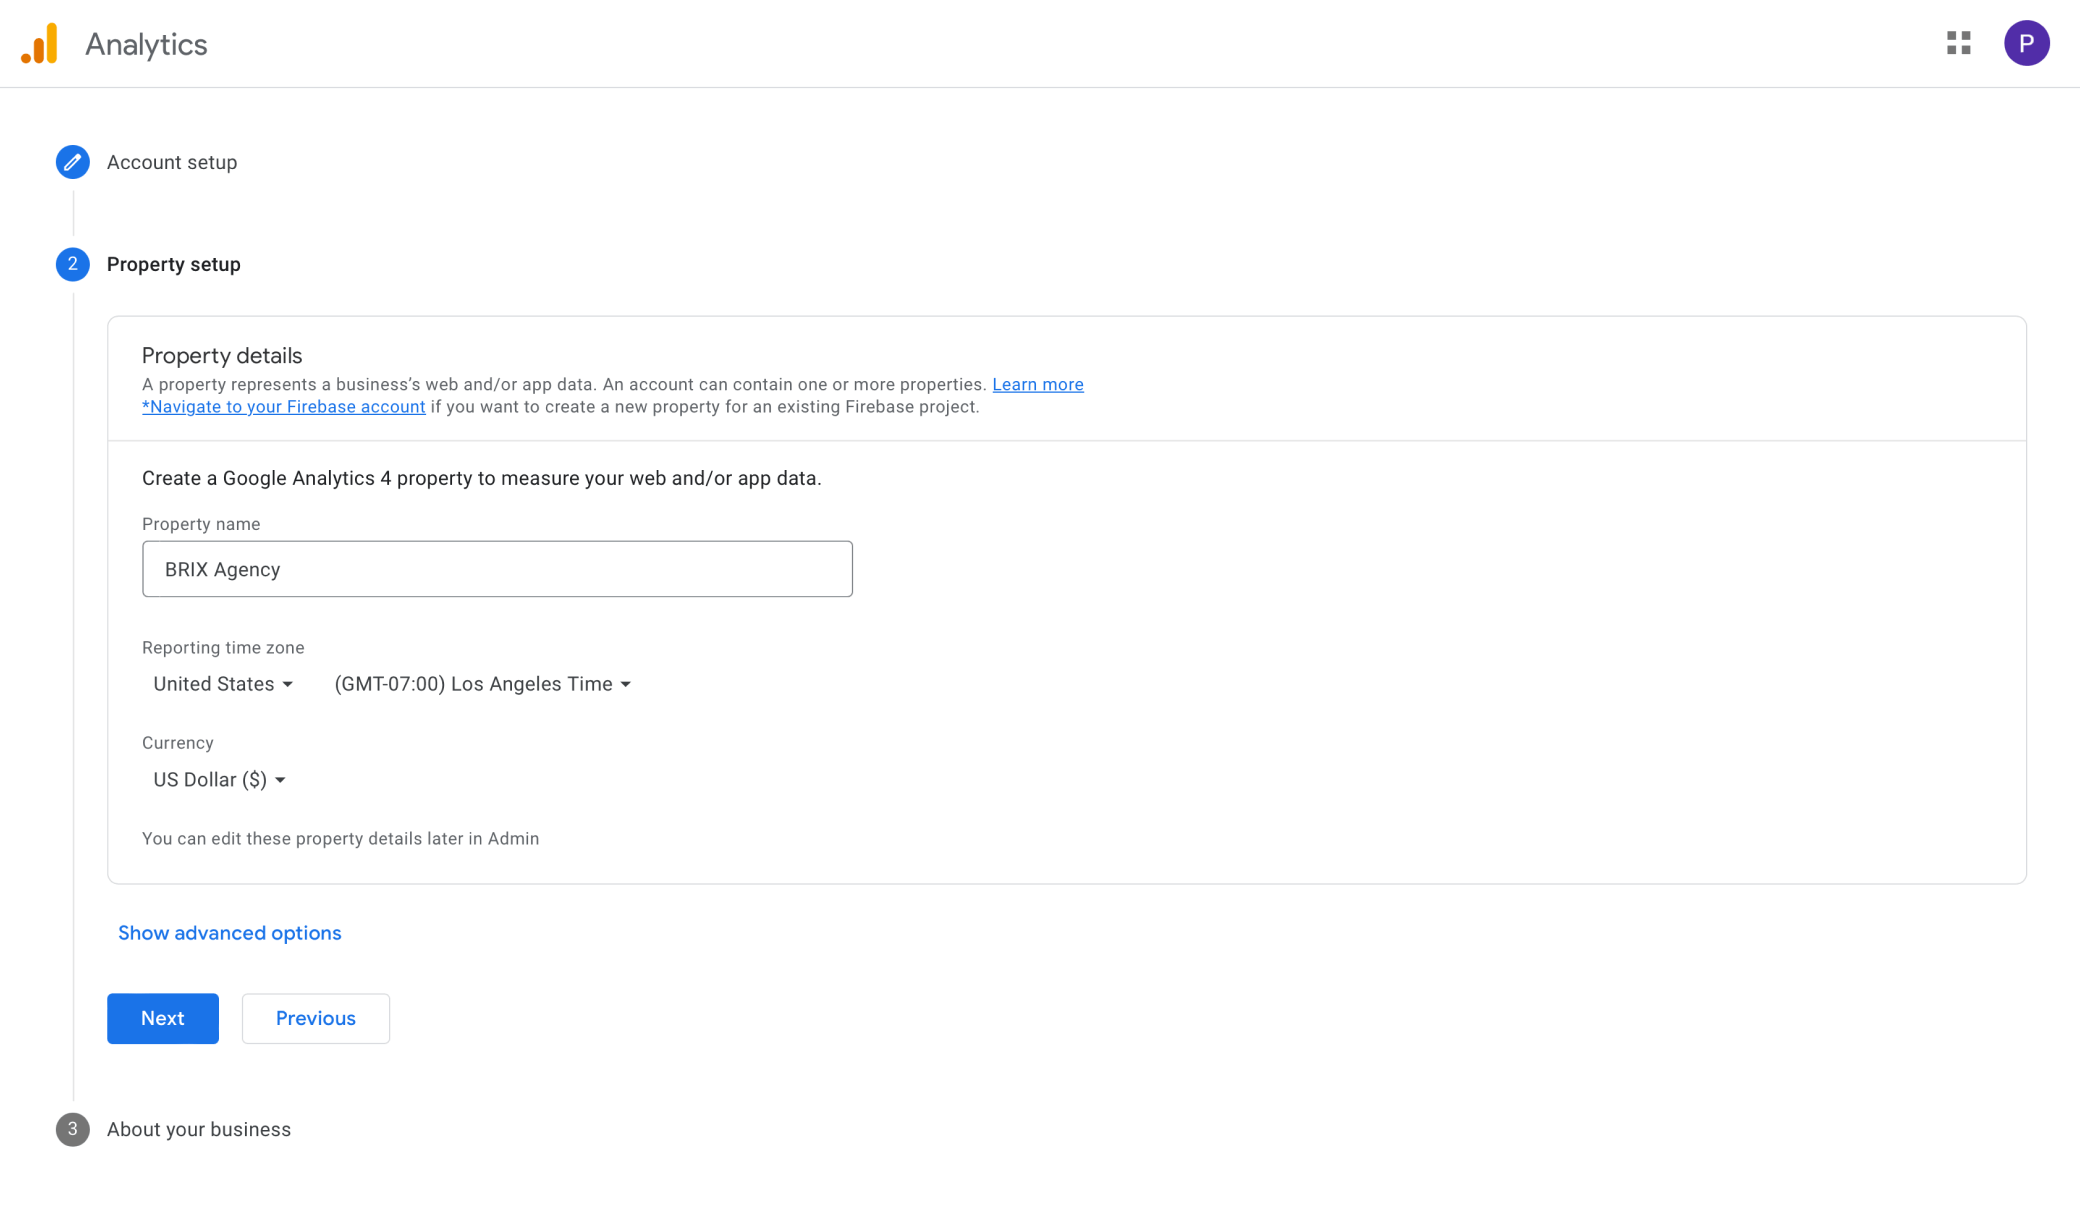 Analytics
P
Account setup
2
Property setup
Property details
A property represents a business’s web and/or app data. An account can contain one or more properties. Learn more
*Navigate to your Firebase account if you want to create a new property for an existing Firebase project.
Create a Google Analytics 4 property to measure your web and/or app data.
Property name
BRIX Agency
Reporting time zone
United States (GMT-07:00) Los Angeles Time
Currency
US Dollar ($)
You can edit these property details later in Admin
Show advanced options
Next Previous
3
About your business